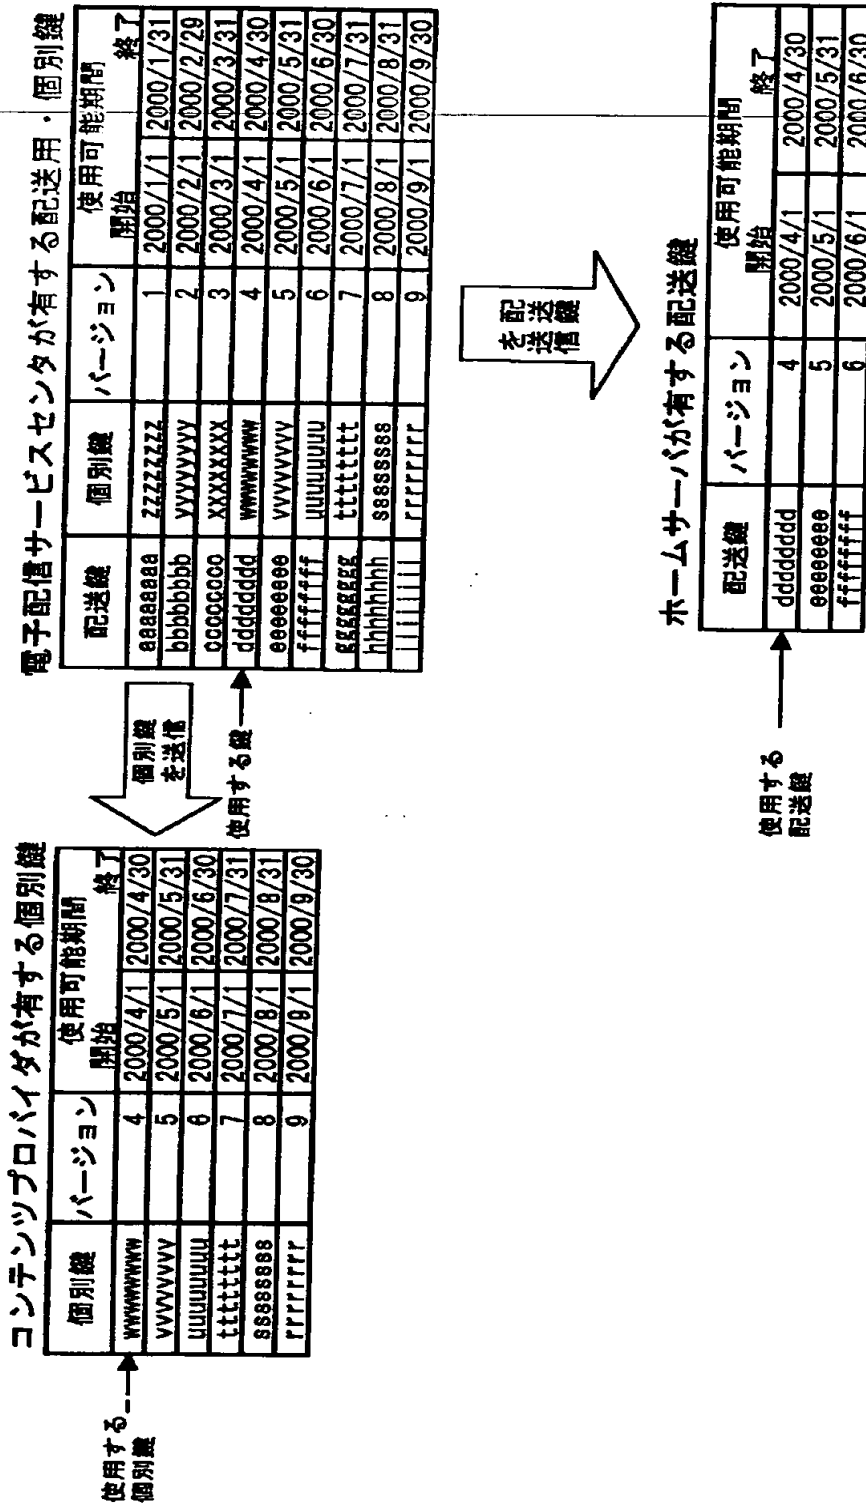 電子配信サービスセンタが有する配送用・個別鍵
配送鍵 個別鍵 バージョン 使用可能期間
開始 終了
aaaaaaaa zzzzzzzz 1 2000/1/1 2000/1/31
bbbbbbbb yyyyyyyy 2 2000/2/1 2000/2/29
cccccccc xxxxxxxx 3 2000/3/1 2000/3/31
dddddddd wwwwwwww 4 2000/4/1 2000/4/30
eeeeeeee vvvvvvvv 5 2000/5/1 2000/5/31
ffffffff uuuuuuuu 6 2000/6/1 2000/6/30
gggggggg tttttttt 7 2000/7/1 2000/7/31
hhhhhhhh ssssssss 8 2000/8/1 2000/8/31
iiiiiiii rrrrrrrr 9 2000/9/1 2000/9/30
使用する鍵
個別鍵
を送信
コンテンツプロバイダが有する個別鍵
個別鍵 バージョン 使用可能期間
開始 終了
wwwwwwww 4 2000/4/1 2000/4/30
vvvvvvvv 5 2000/5/1 2000/5/31
uuuuuuuu 6 2000/6/1 2000/6/30
tttttttt 7 2000/7/1 2000/7/31
ssssssss 8 2000/8/1 2000/8/31
rrrrrrrr 9 2000/9/1 2000/9/30
使用する
個別鍵
配送鍵
を送信
ホームサーバが有する配送鍵
配送鍵 バージョン 使用可能期間
開始 終了
dddddddd 4 2000/4/1 2000/4/30
eeeeeeee 5 2000/5/1 2000/5/31
ffffffff 6 2000/6/1 2000/6/30
使用する
配送鍵